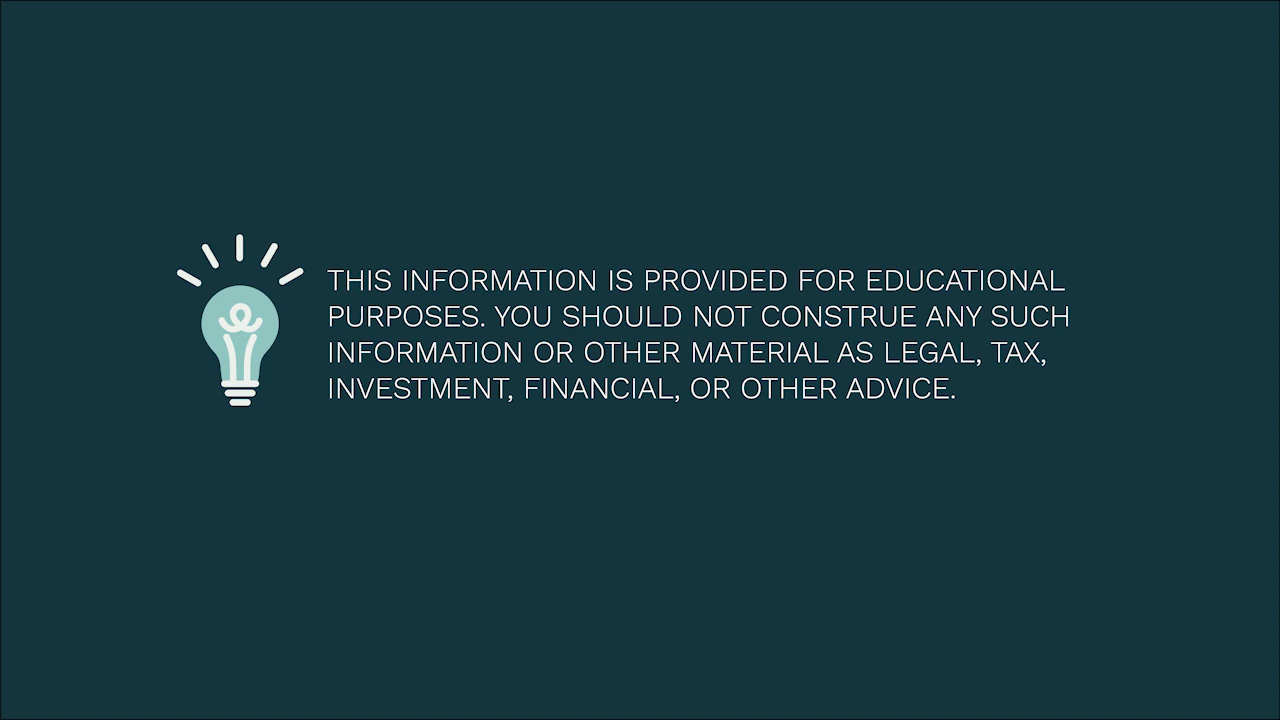 THIS INFORMATION IS PROVIDED FOR EDUCATIONAL
PURPOSES. YOU SHOULD NOT CONSTRUE ANY SUCH
INFORMATION OR OTHER MATERIAL AS LEGAL, TAX,
INVESTMENT, FINANCIAL, OR OTHER ADVICE.